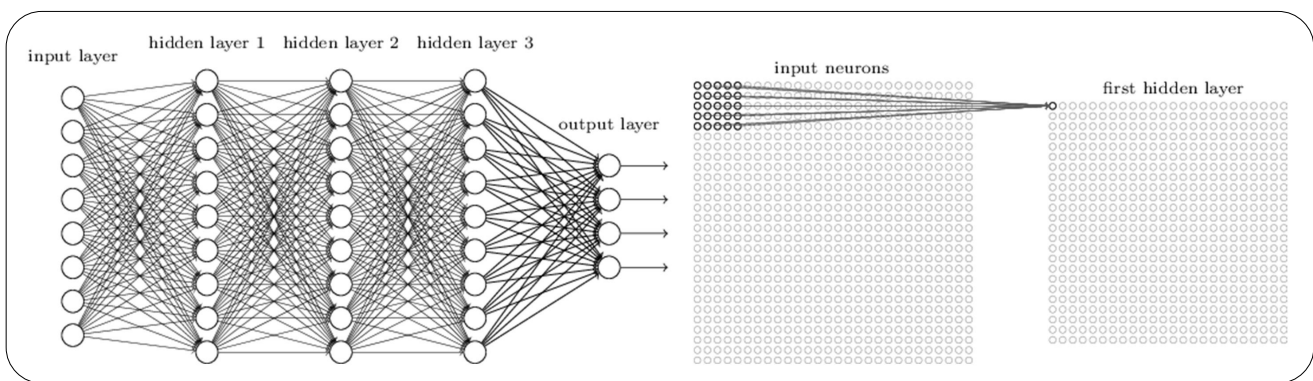 input layer
hidden layer 1
hidden layer 2
hidden layer 3
output layer
input neurons
first hidden layer